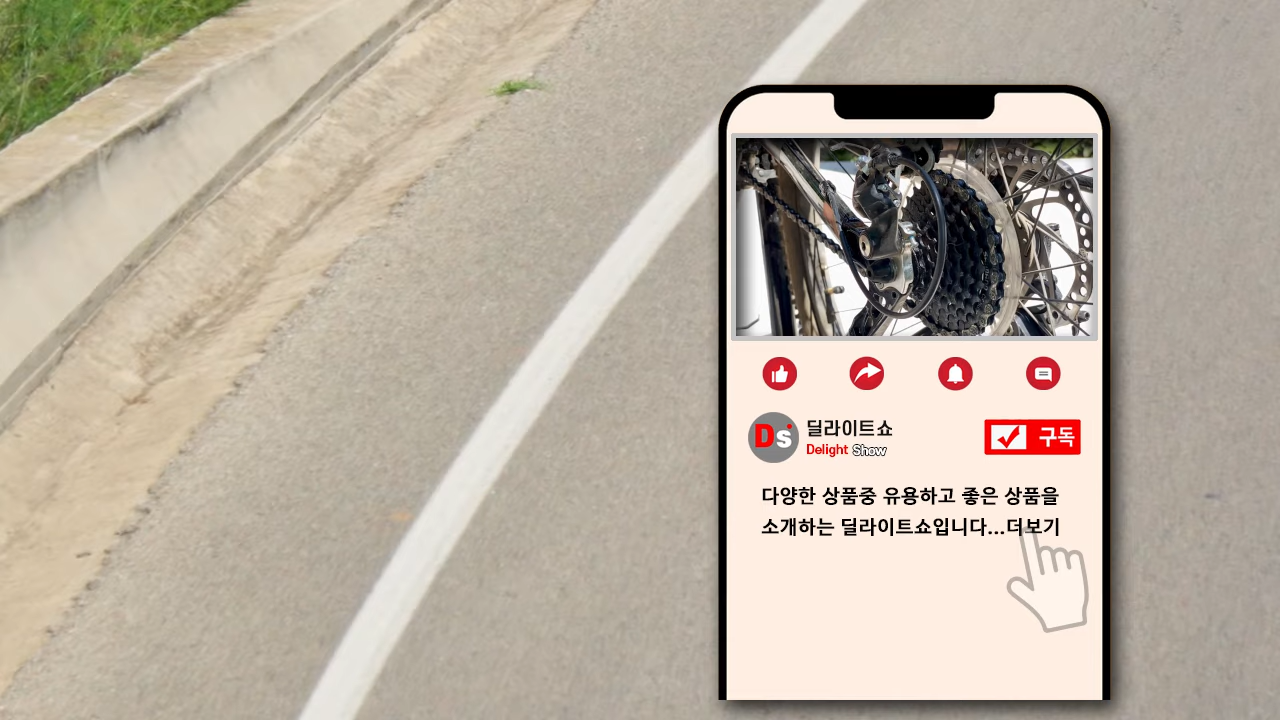 Ds
딜라이트쇼
Delight Show
구독
다양한 상품중 유용하고 좋은 상품을
소개하는 딜라이트쇼입니다...더보기